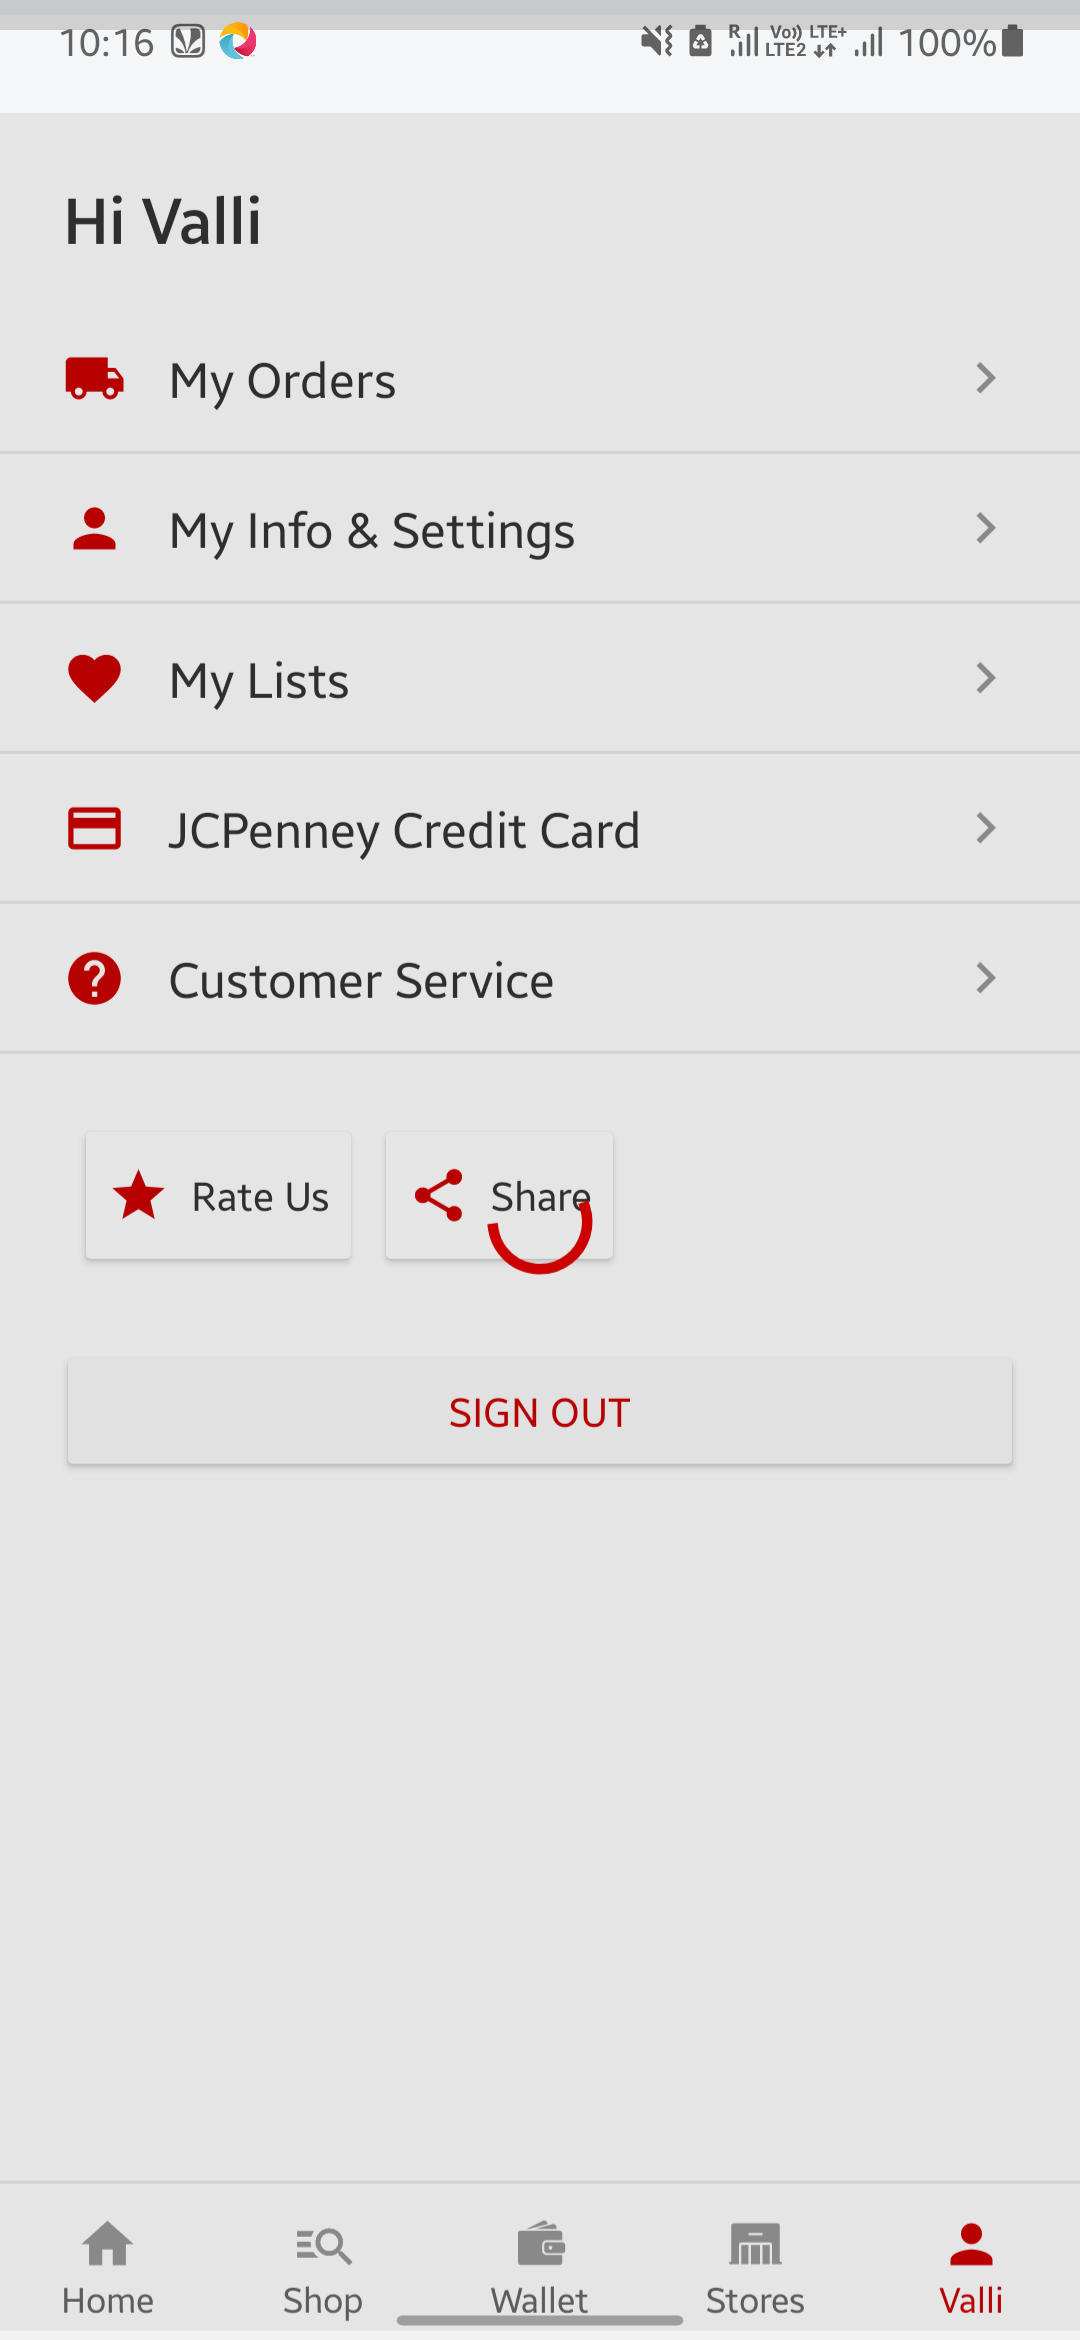 10:16 R Vo)) LTE+ LTE2 100%
Hi Valli
My Orders
My Info & Settings
My Lists
JCPenney Credit Card
Customer Service
Rate Us Share
SIGN OUT
Home Shop Wallet Stores Valli